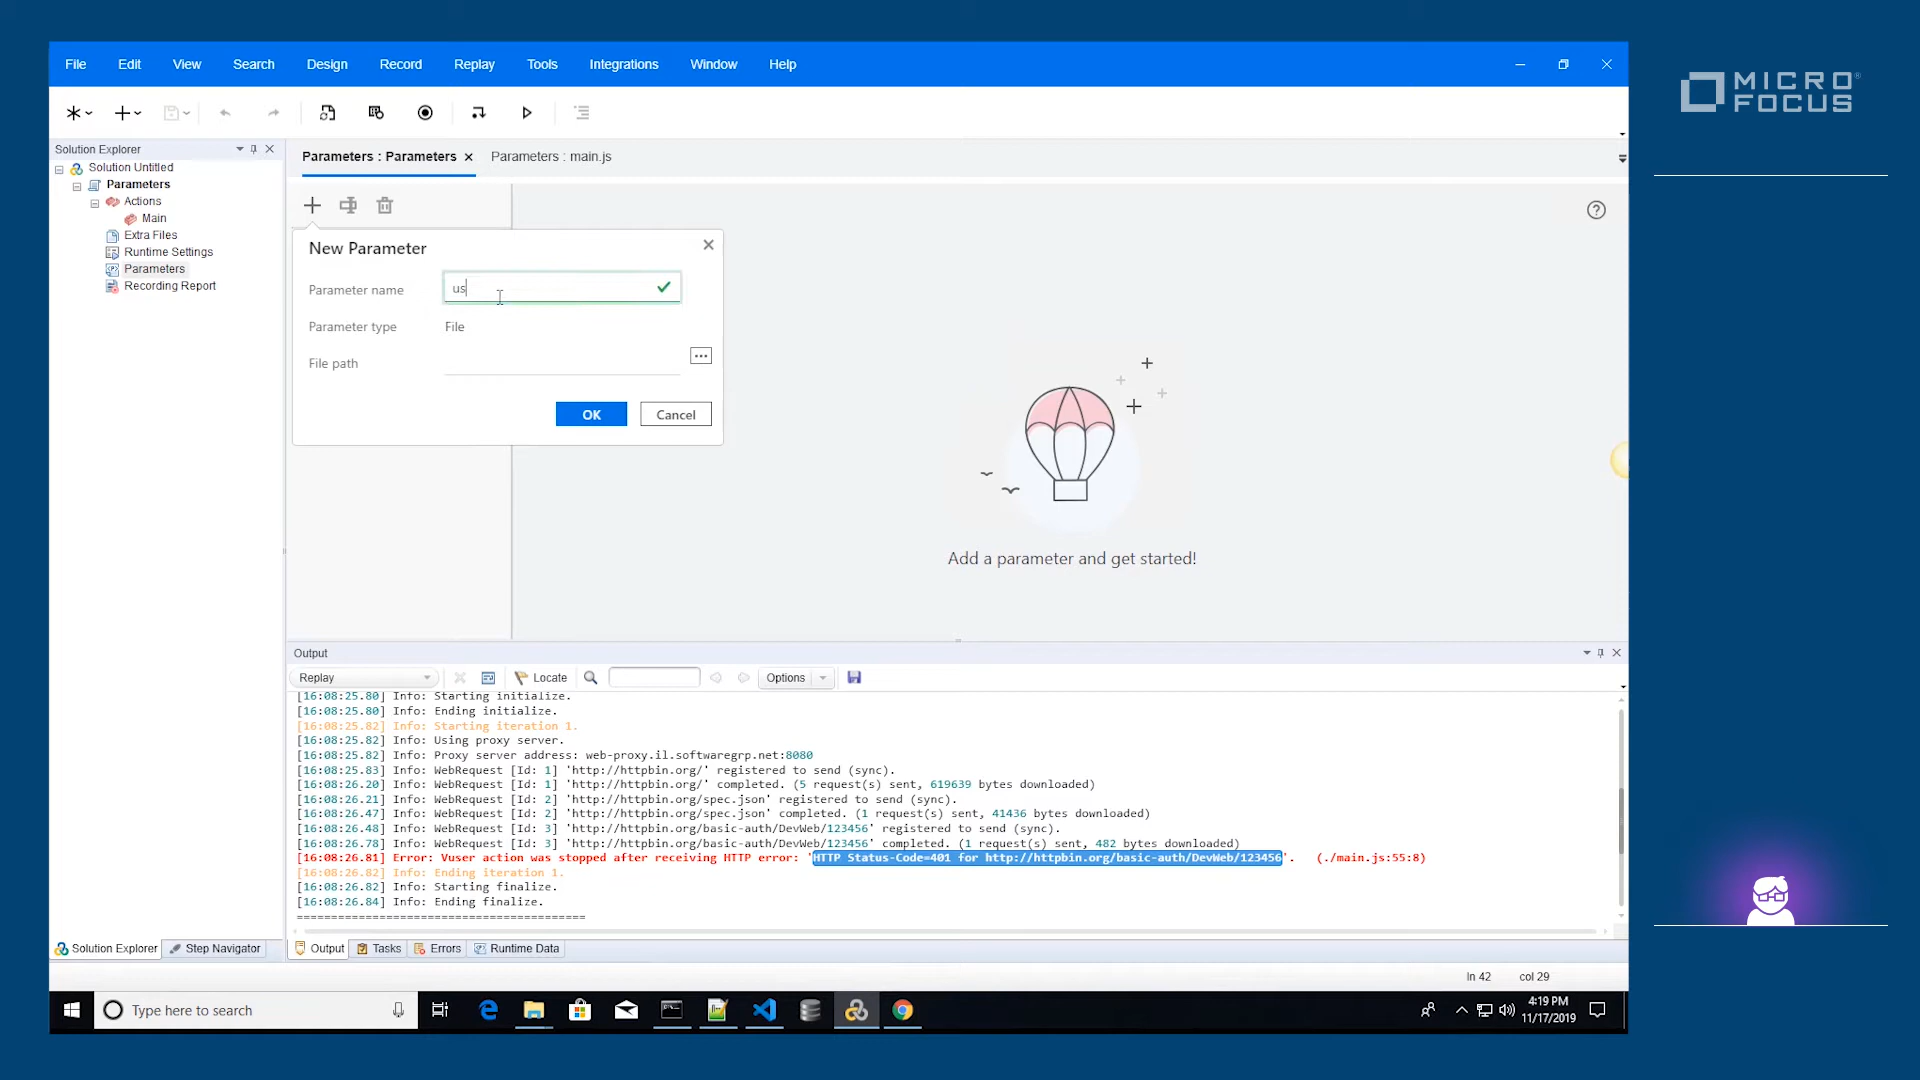 File Edit View Search Design Record Replay Tools Integrations Window Help
MICRO
FOCUS
Solution Explorer
Parameters : Parameters
Parameters : main.js
Solution Untitled
Parameters
Actions
Main
Extra Files
Runtime Settings
Parameters
Recording Report
New Parameter
Parameter name
us
Parameter type
File
File path
OK
Cancel
Add a parameter and get started!
Output
Replay
Locate
Options
[16:08:25.80] Info: Starting initialize.
[16:08:25.80] Info: Ending initialize.
[16:08:25.82] Info: Starting iteration 1.
[16:08:25.82] Info: Using proxy server.
[16:08:25.82] Info: Proxy server address: web-proxy.il.softwaregrp.net:8080
[16:08:25.83] Info: WebRequest [Id: 1] 'http://httpbin.org/' registered to send (sync).
[16:08:26.20] Info: WebRequest [Id: 1] 'http://httpbin.org/' completed. (5 request(s) sent, 619639 bytes downloaded)
[16:08:26.21] Info: WebRequest [Id: 2] 'http://httpbin.org/spec.json' registered to send (sync).
[16:08:26.47] Info: WebRequest [Id: 2] 'http://httpbin.org/spec.json' completed. (1 request(s) sent, 41436 bytes downloaded)
[16:08:26.48] Info: WebRequest [Id: 3] 'http://httpbin.org/basic-auth/DevWeb/123456' registered to send (sync).
[16:08:26.78] Info: WebRequest [Id: 3] 'http://httpbin.org/basic-auth/DevWeb/123456' completed. (1 request(s) sent, 482 bytes downloaded)
[16:08:26.81] Error: Vuser action was stopped after receiving HTTP error: 'HTTP Status-Code=401 for http://httpbin.org/basic-auth/DevWeb/123456'. (./main.js:55:8)
[16:08:26.82] Info: Ending iteration 1.
[16:08:26.82] Info: Starting finalize.
[16:08:26.84] Info: Ending finalize.
==========================================
Solution Explorer
Step Navigator
Output
Tasks
Errors
Runtime Data
ln 42
col 29
Type here to search
4:19 PM
11/17/2019